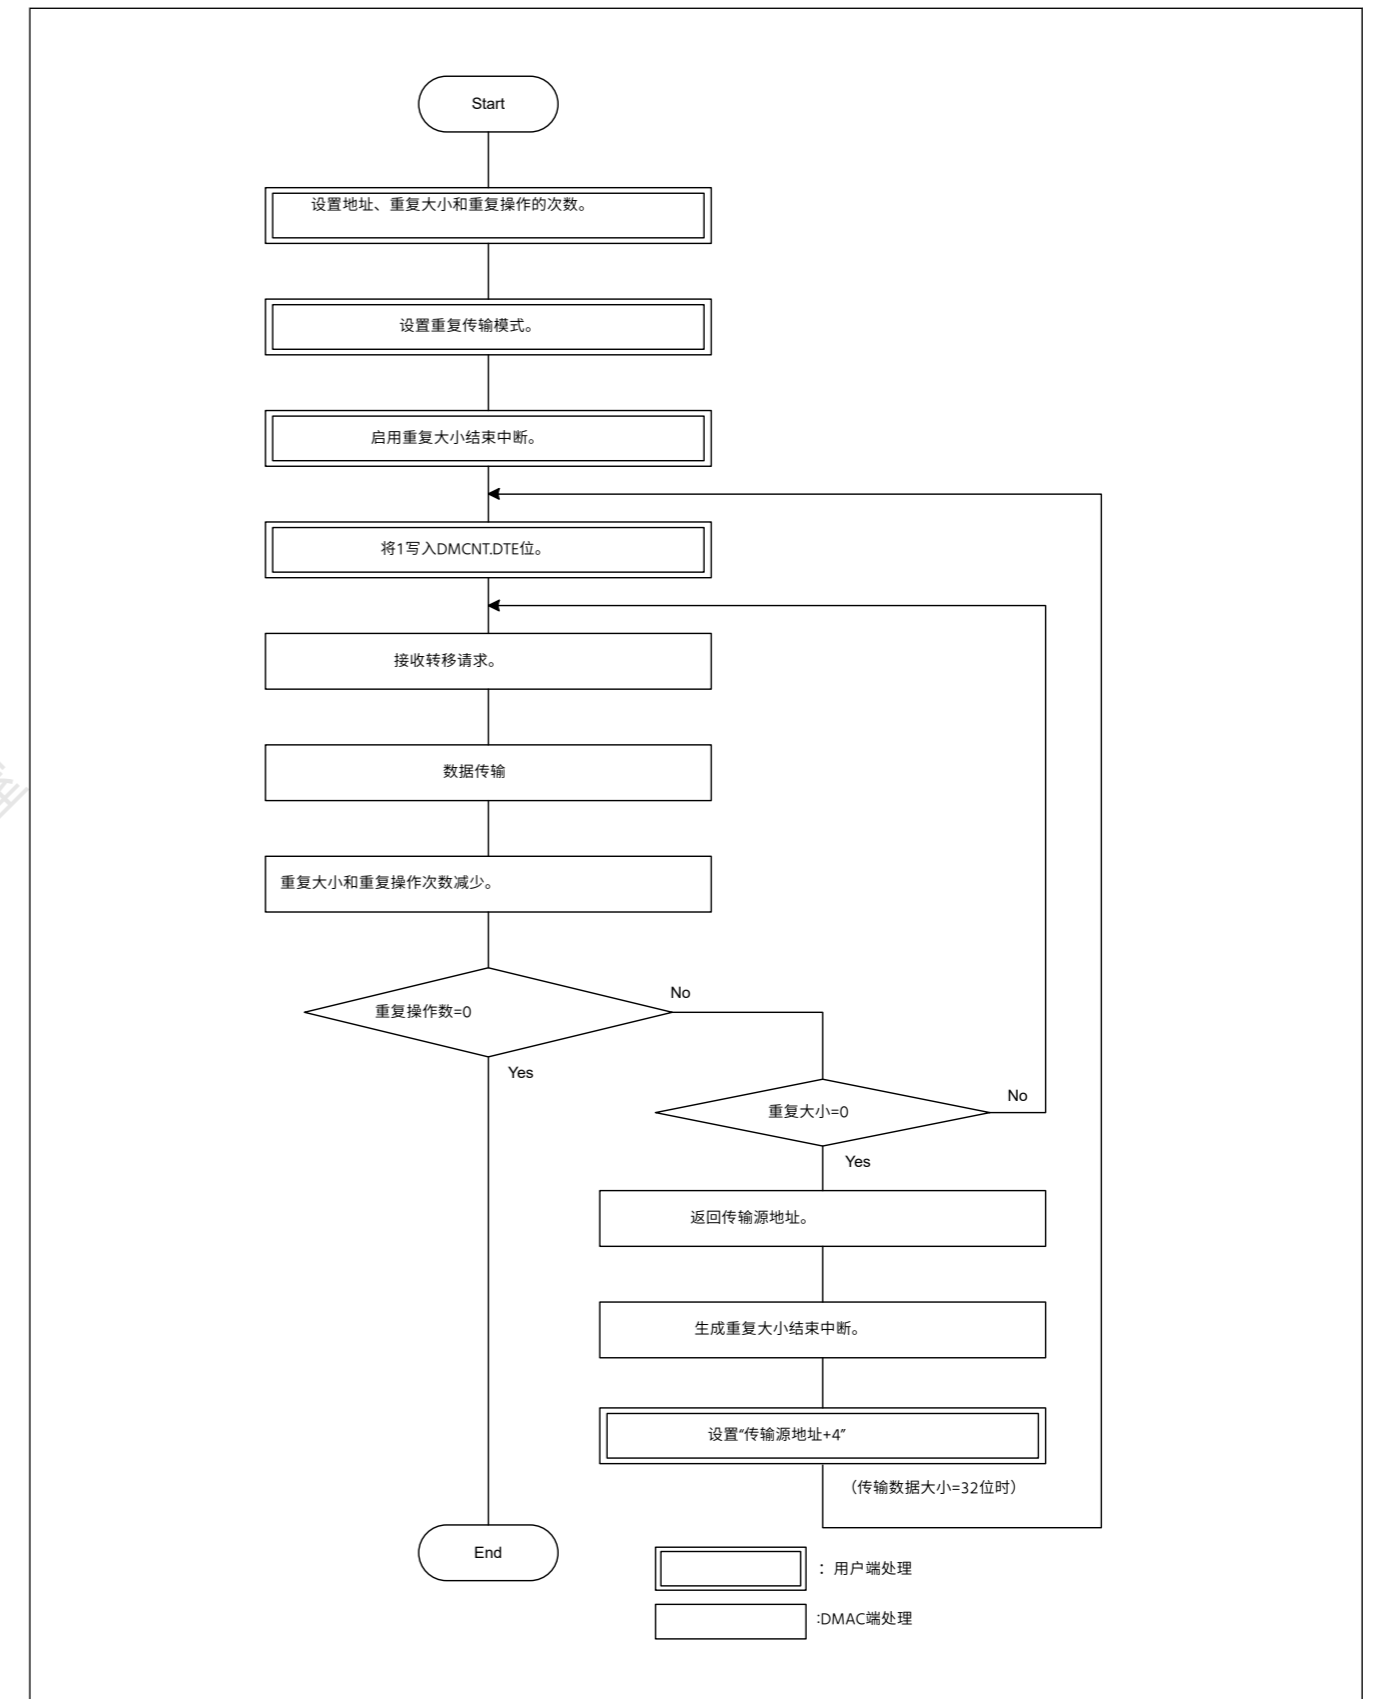 Start
设置地址、重复大小和重复操作的次数。
设置重复传输模式。
启用重复大小结束中断。
将1写入DMCNT.DTE位。
接收转移请求。
数据传输
重复大小和重复操作次数减少。
重复操作数=0
No
Yes
重复大小=0
No
Yes
返回传输源地址。
生成重复大小结束中断。
设置“传输源地址+4”
（传输数据大小=32位时）
End
：用户端处理
:DMAC端处理